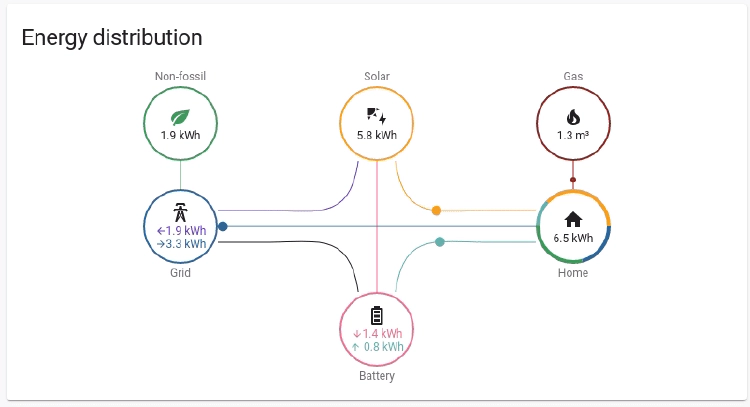 Energy distribution
Non-fossil
Solar
Gas
1.9 kWh
5.8 kWh
1.3 m³
←1.9 kWh
→3.3 kWh
6.5 kWh
Grid
Home
↓1.4 kWh
↑ 0.8 kWh
Battery